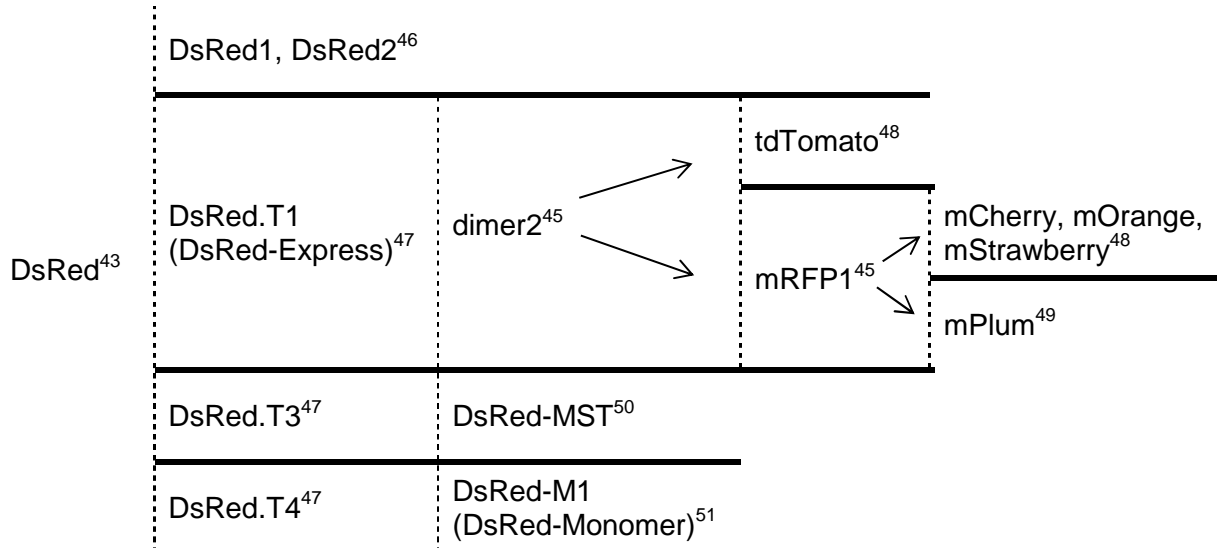 DsRed1, DsRed2⁴⁶
tdTomato⁴⁸
DsRed.T1
(DsRed-Express)⁴⁷
dimer2⁴⁵
mCherry, mOrange,
mStrawberry⁴⁸
DsRed⁴³
mRFP1⁴⁵
mPlum⁴⁹
DsRed.T3⁴⁷
DsRed-MST⁵⁰
DsRed.T4⁴⁷
DsRed-M1
(DsRed-Monomer)⁵¹